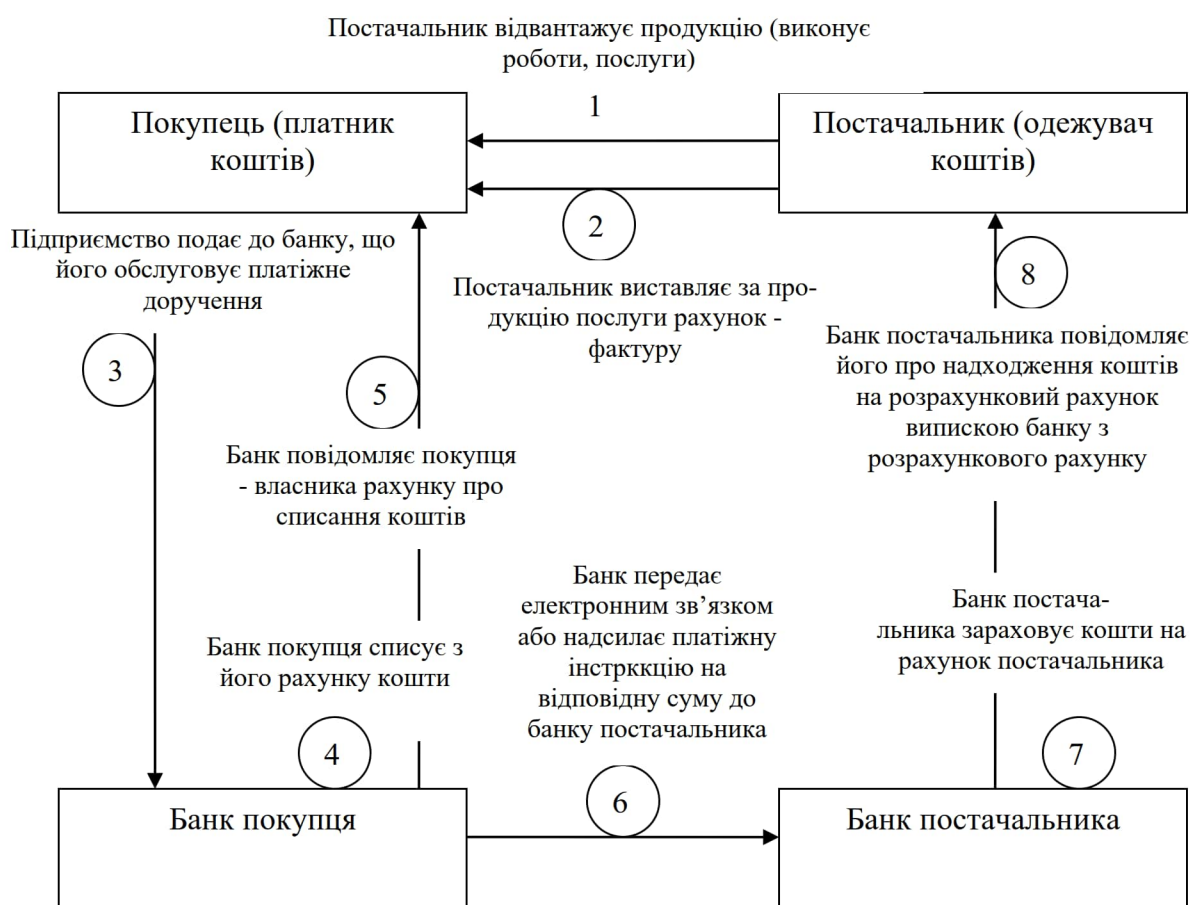 Постачальник відвантажує продукцію (виконує
роботи, послуги)
1
Покупець (платник
коштів)
Постачальник (одежувач
коштів)
2
Підприємство подає до банку, що
його обслуговує платіжне
доручення
Постачальник виставляє за про-
дукцію послуги рахунок -
фактуру
8
3
5
Банк постачальника повідомляє
його про надходження коштів
на розрахунковий рахунок
випискою банку з
розрахункового рахунку
Банк повідомляє покупця
- власника рахунку про
списання коштів
Банк передає
електронним зв’язком
або надсилає платіжну
інстрккцію на
відповідну суму до
банку постачальника
Банк постача-
льника зараховує кошти на
рахунок постачальника
Банк покупця списує з
його рахунку кошти
4
6
7
Банк покупця
Банк постачальника